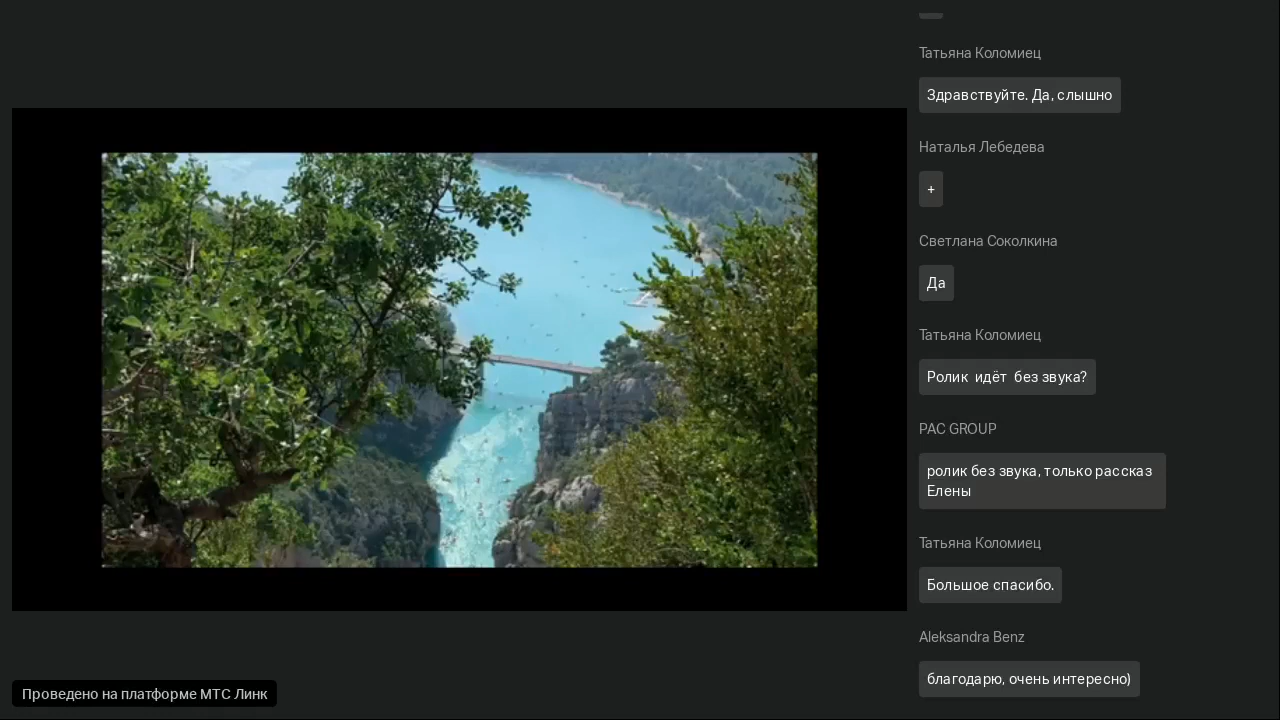 Татьяна Коломиец
Здравствуйте. Да, слышно
Наталья Лебедева
+
Светлана Соколкина
Да
Татьяна Коломиец
Ролик идёт без звука?
PAC GROUP
ролик без звука, только рассказ
Елены
Татьяна Коломиец
Большое спасибо.
Aleksandra Benz
благодарю, очень интересно)
Проведено на платформе МТС Линк